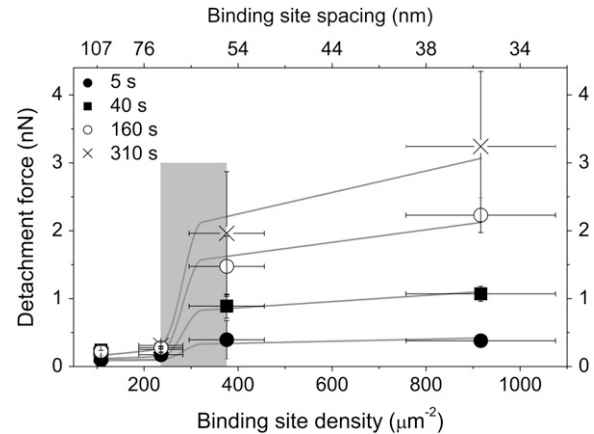 Binding site spacing (nm)
107 76 54 44 38 34
5 s
40 s
160 s
310 s
4 4
3 3
2 2
1 1
0 0
Detachment force (nN)
200 400 600 800 1000
Binding site density (μm⁻²)